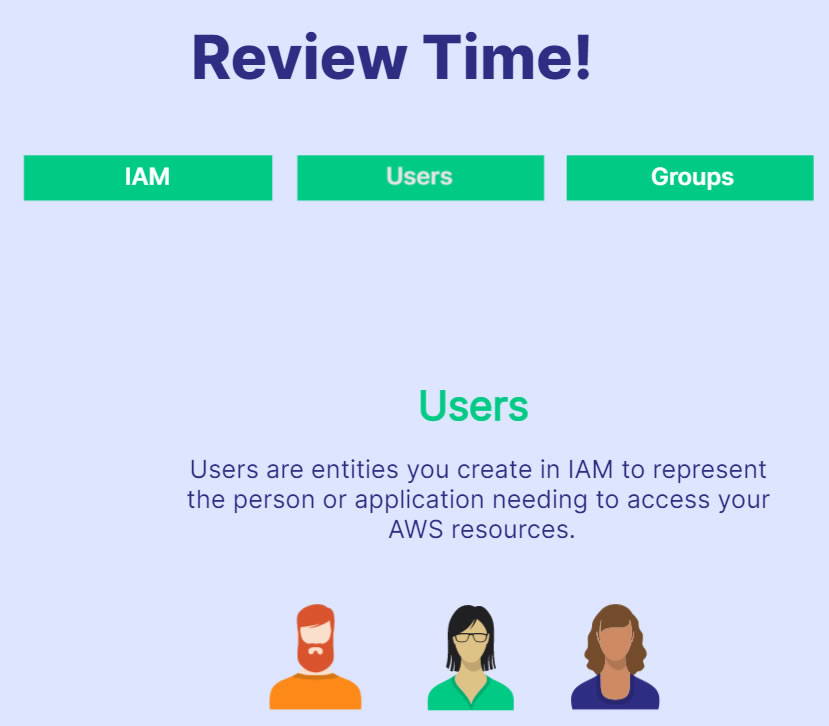 Review Time!
IAM
Users
Groups
Users
Users are entities you create in IAM to represent
the person or application needing to access your
AWS resources.